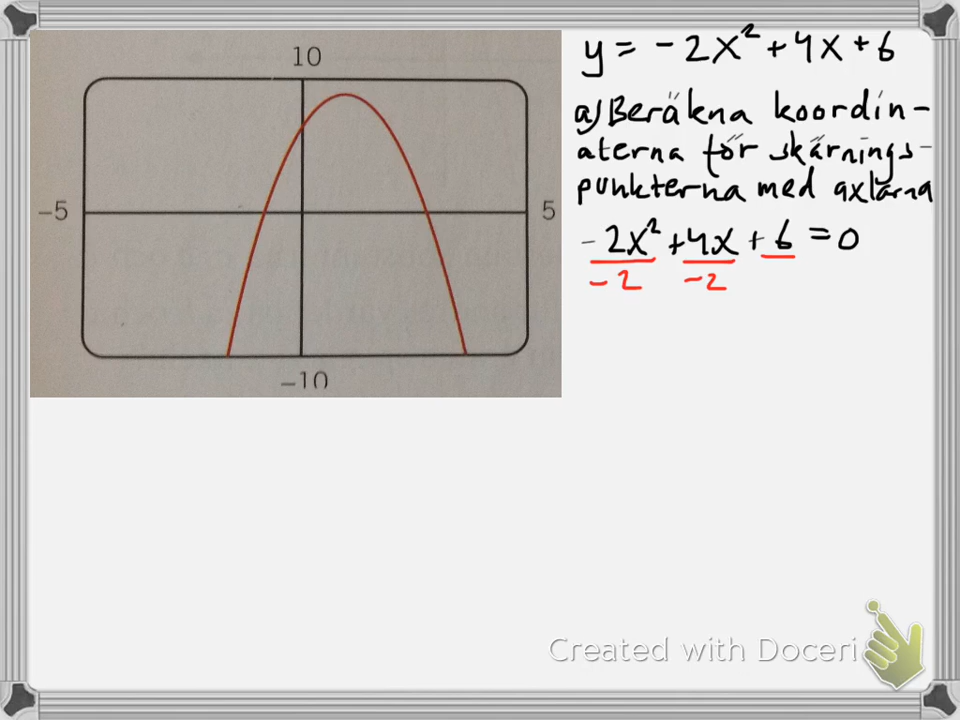 10
-5
5
-10
y = -2x² + 4x + 6
a) Beräkna koordin-
aterna för skärnings-
punkterna med axlarna
-2x² + 4x + 6 = 0
-2 -2
Created with Doceri